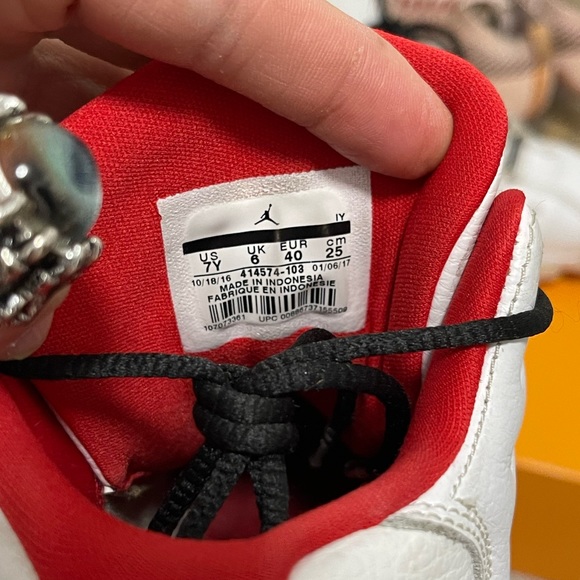 IY
US UK EUR cm
7Y 6 40 25
10/18/16 414574-103 01/06/17
MADE IN INDONESIA
FABRIQUE EN INDONESIE
UPC